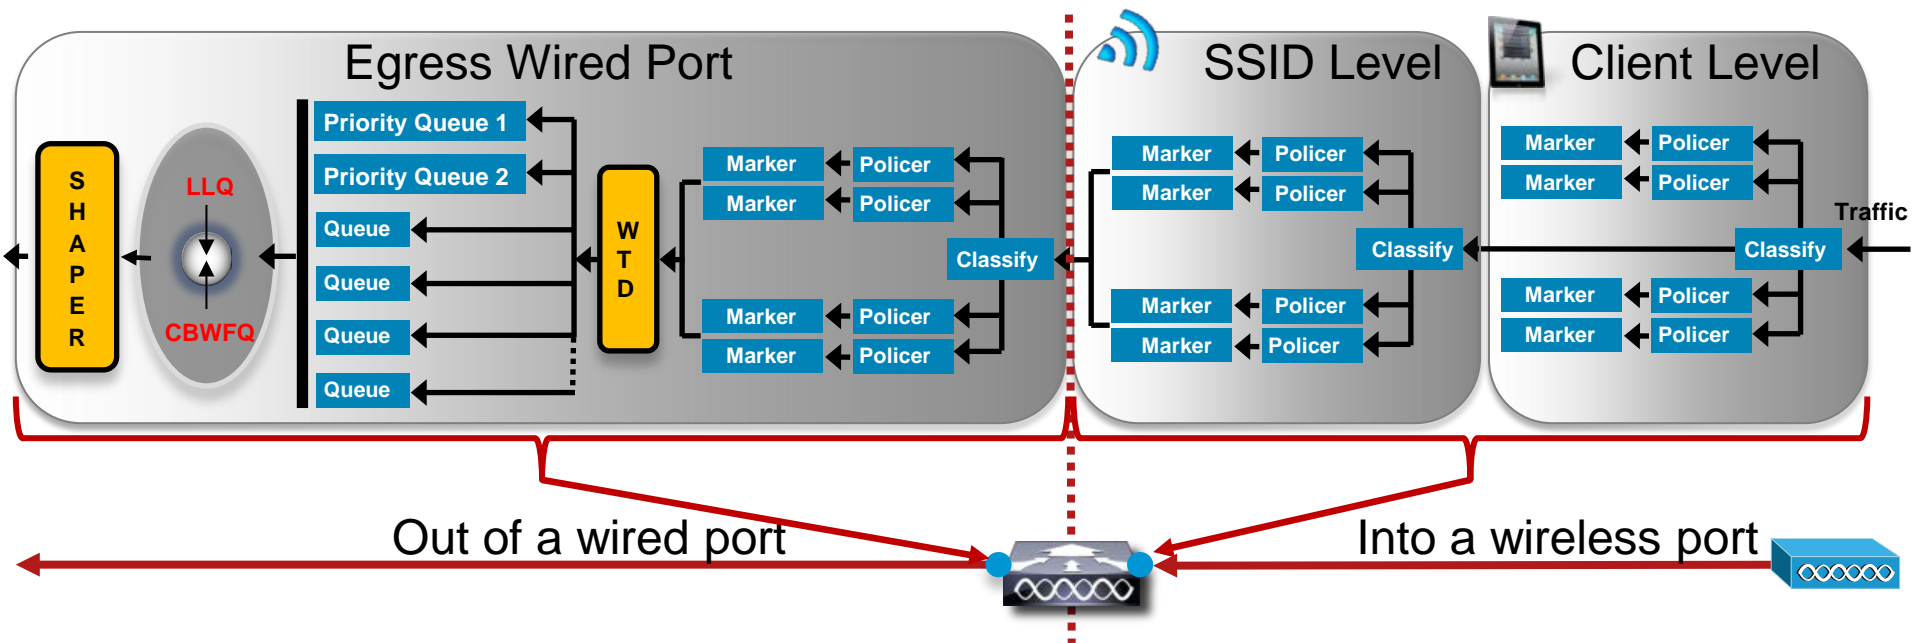 Egress Wired Port
SSID Level
Client Level
SHAPER
LLQ
CBWFQ
Priority Queue 1
Priority Queue 2
Queue
Queue
Queue
Queue
WTD
Marker Policer
Marker Policer
Classify
Marker Policer
Marker Policer
Marker Policer
Marker Policer
Classify
Marker Policer
Marker Policer
Marker Policer
Marker Policer
Traffic
Classify
Marker Policer
Marker Policer
Out of a wired port
Into a wireless port